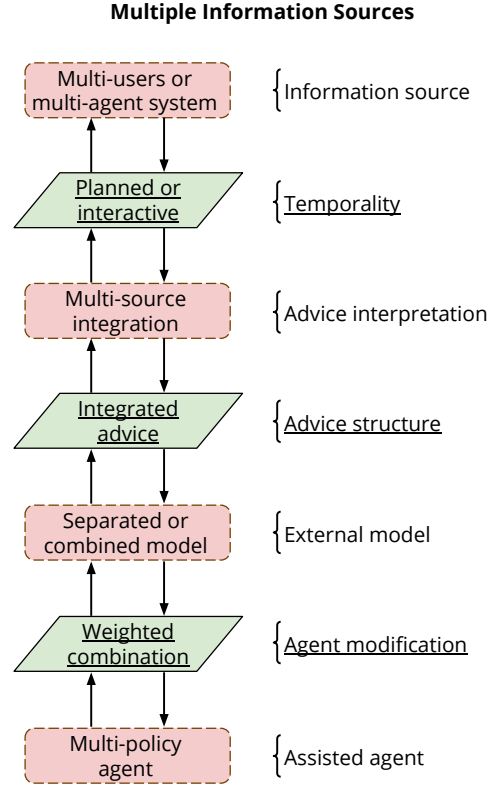 Multiple Information Sources
Multi-users or
multi-agent system
Information source
Planned or
interactive
Temporality
Multi-source
integration
Advice interpretation
Integrated
advice
Advice structure
Separated or
combined model
External model
Weighted
combination
Agent modification
Multi-policy
agent
Assisted agent